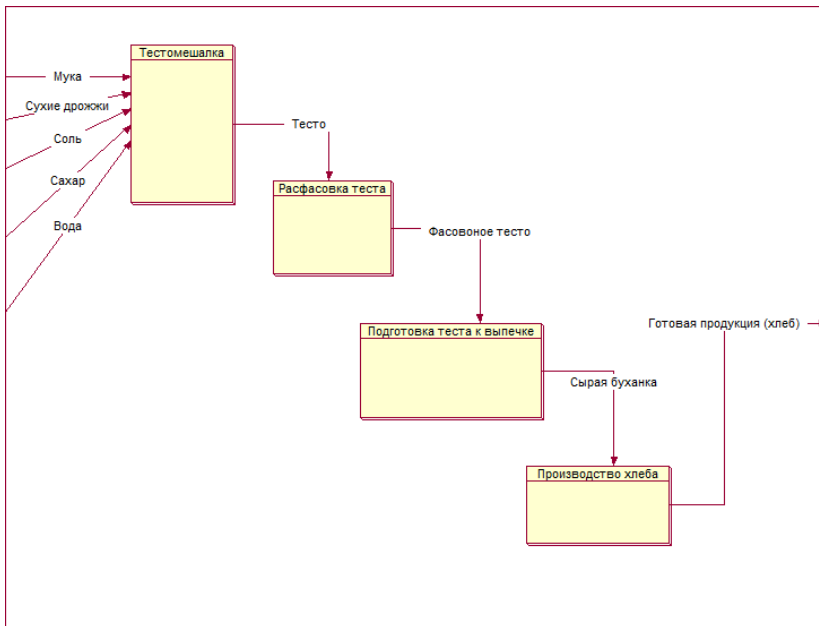 Тестомешалка
Мука
Сухие дрожжи
Соль
Сахар
Вода
Тесто
Расфасовка теста
Фасовоное тесто
Подготовка теста к выпечке
Готовая продукция (хлеб)
Сырая буханка
Производство хлеба